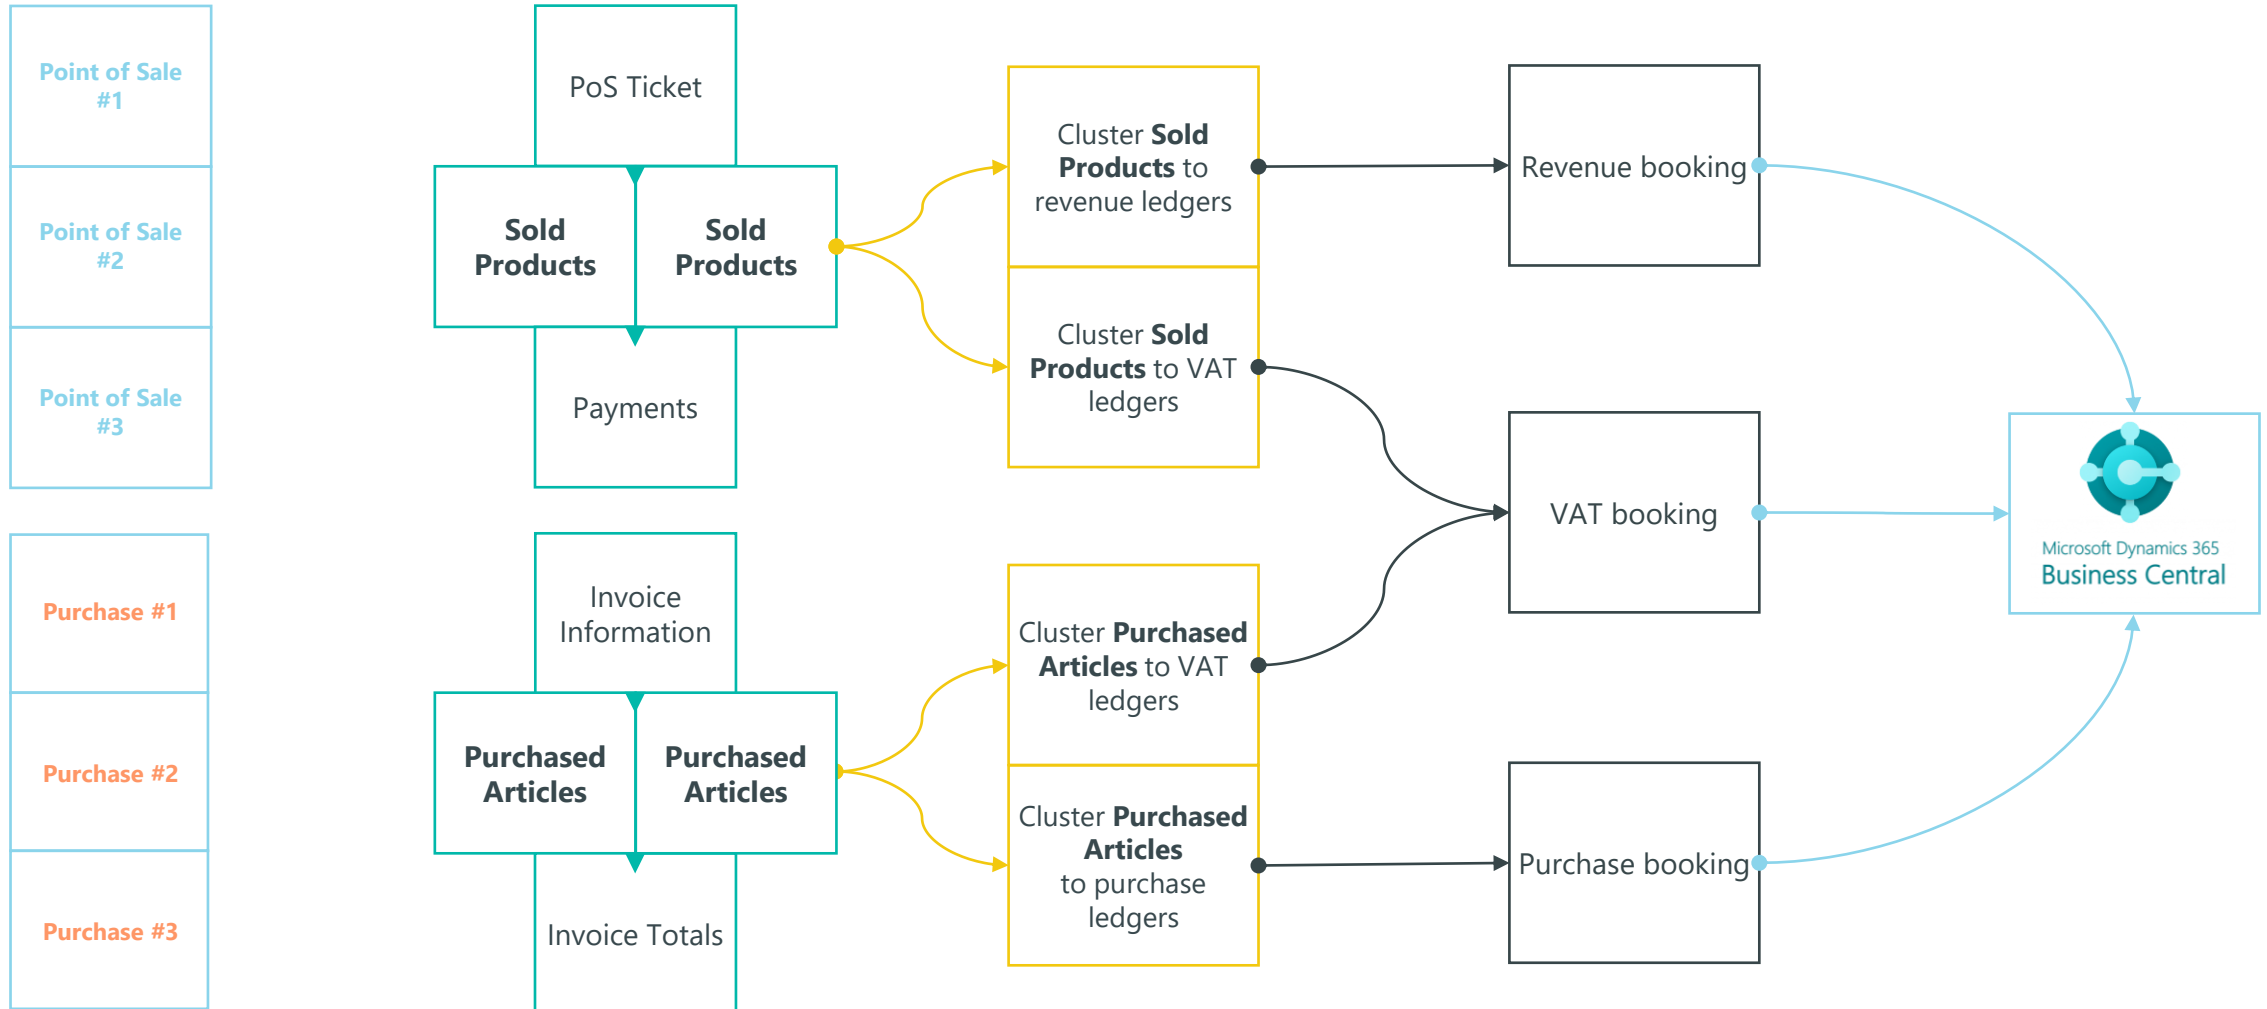 Point of Sale
#1
Point of Sale
#2
Point of Sale
#3
Purchase #1
Purchase #2
Purchase #3
PoS Ticket
Sold
Products
Sold
Products
Payments
Invoice
Information
Purchased
Articles
Purchased
Articles
Invoice Totals
Cluster Sold
Products to
revenue ledgers
Cluster Sold
Products to VAT
ledgers
Cluster Purchased
Articles to VAT
ledgers
Cluster Purchased
Articles
to purchase
ledgers
Revenue booking
VAT booking
Purchase booking
Microsoft Dynamics 365
Business Central